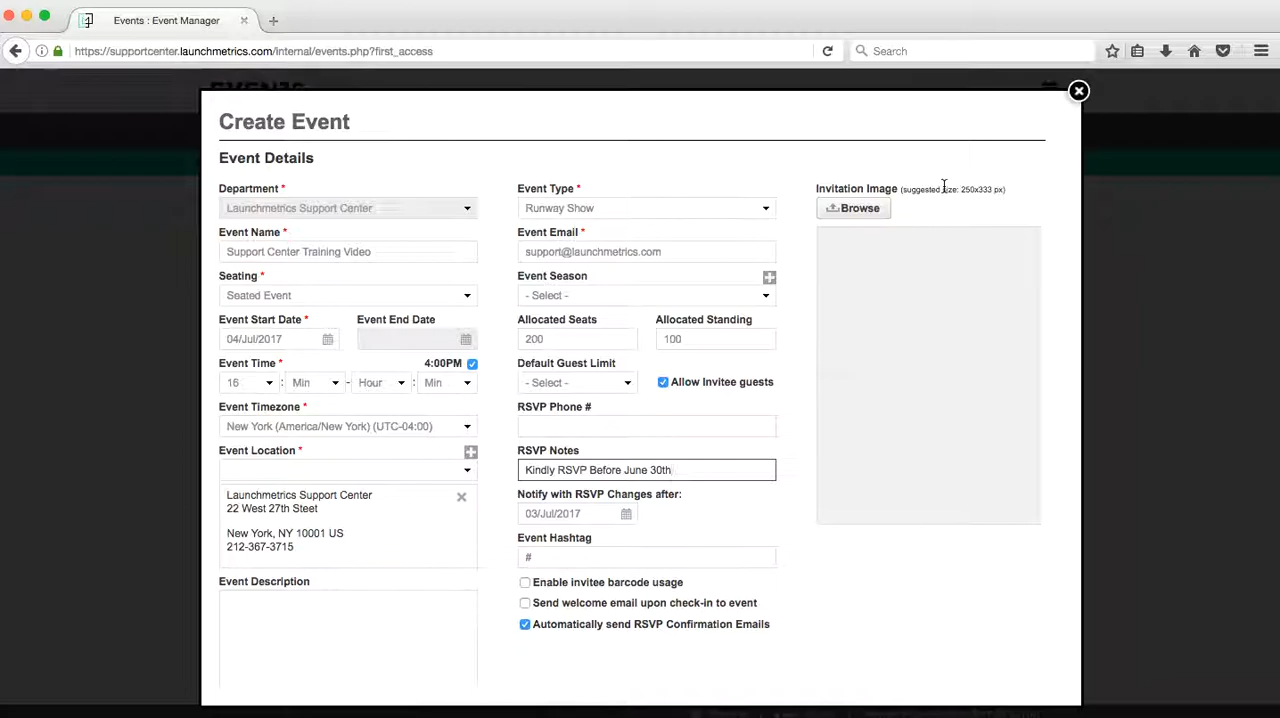 Events : Event Manager
https://supportcenter.launchmetrics.com/internal/events.php?first_access
Search
Create Event
Event Details
Department *
Launchmetrics Support Center
Event Name *
Support Center Training Video
Seating *
Seated Event
Event Start Date *
Event End Date
04/Jul/2017
Event Time *
4:00PM
16 : Min - Hour : Min
Event Timezone *
New York (America/New York) (UTC-04:00)
Event Location *
Launchmetrics Support Center
22 West 27th Steet
New York, NY 10001 US
212-367-3715
Event Description
Event Type *
Runway Show
Event Email *
support@launchmetrics.com
Event Season
- Select -
Allocated Seats
Allocated Standing
200
100
Default Guest Limit
- Select -
Allow Invitee guests
RSVP Phone #
RSVP Notes
Kindly RSVP Before June 30th
Notify with RSVP Changes after:
03/Jul/2017
Event Hashtag
#
Enable invitee barcode usage
Send welcome email upon check-in to event
Automatically send RSVP Confirmation Emails
Invitation Image (suggested size: 250x333 px)
Browse